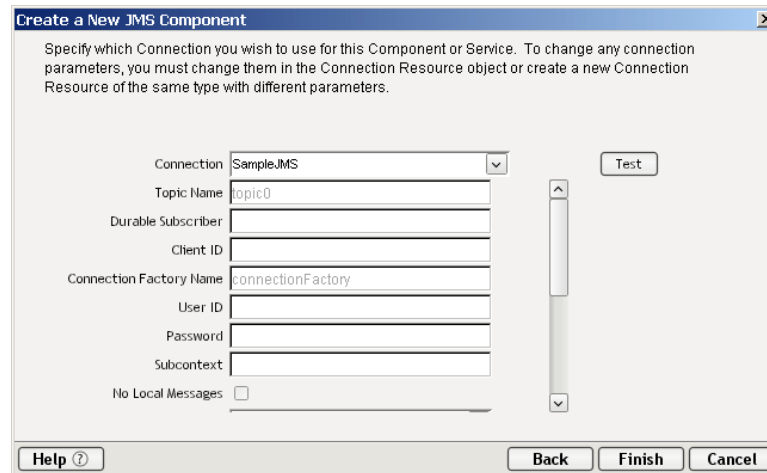 Create a New JMS Component
Specify which Connection you wish to use for this Component or Service. To change any connection
parameters, you must change them in the Connection Resource object or create a new Connection
Resource of the same type with different parameters.
Connection SampleJMS Test
Topic Name topic0
Durable Subscriber
Client ID
Connection Factory Name connectionFactory
User ID
Password
Subcontext
No Local Messages
Help ? Back Finish Cancel